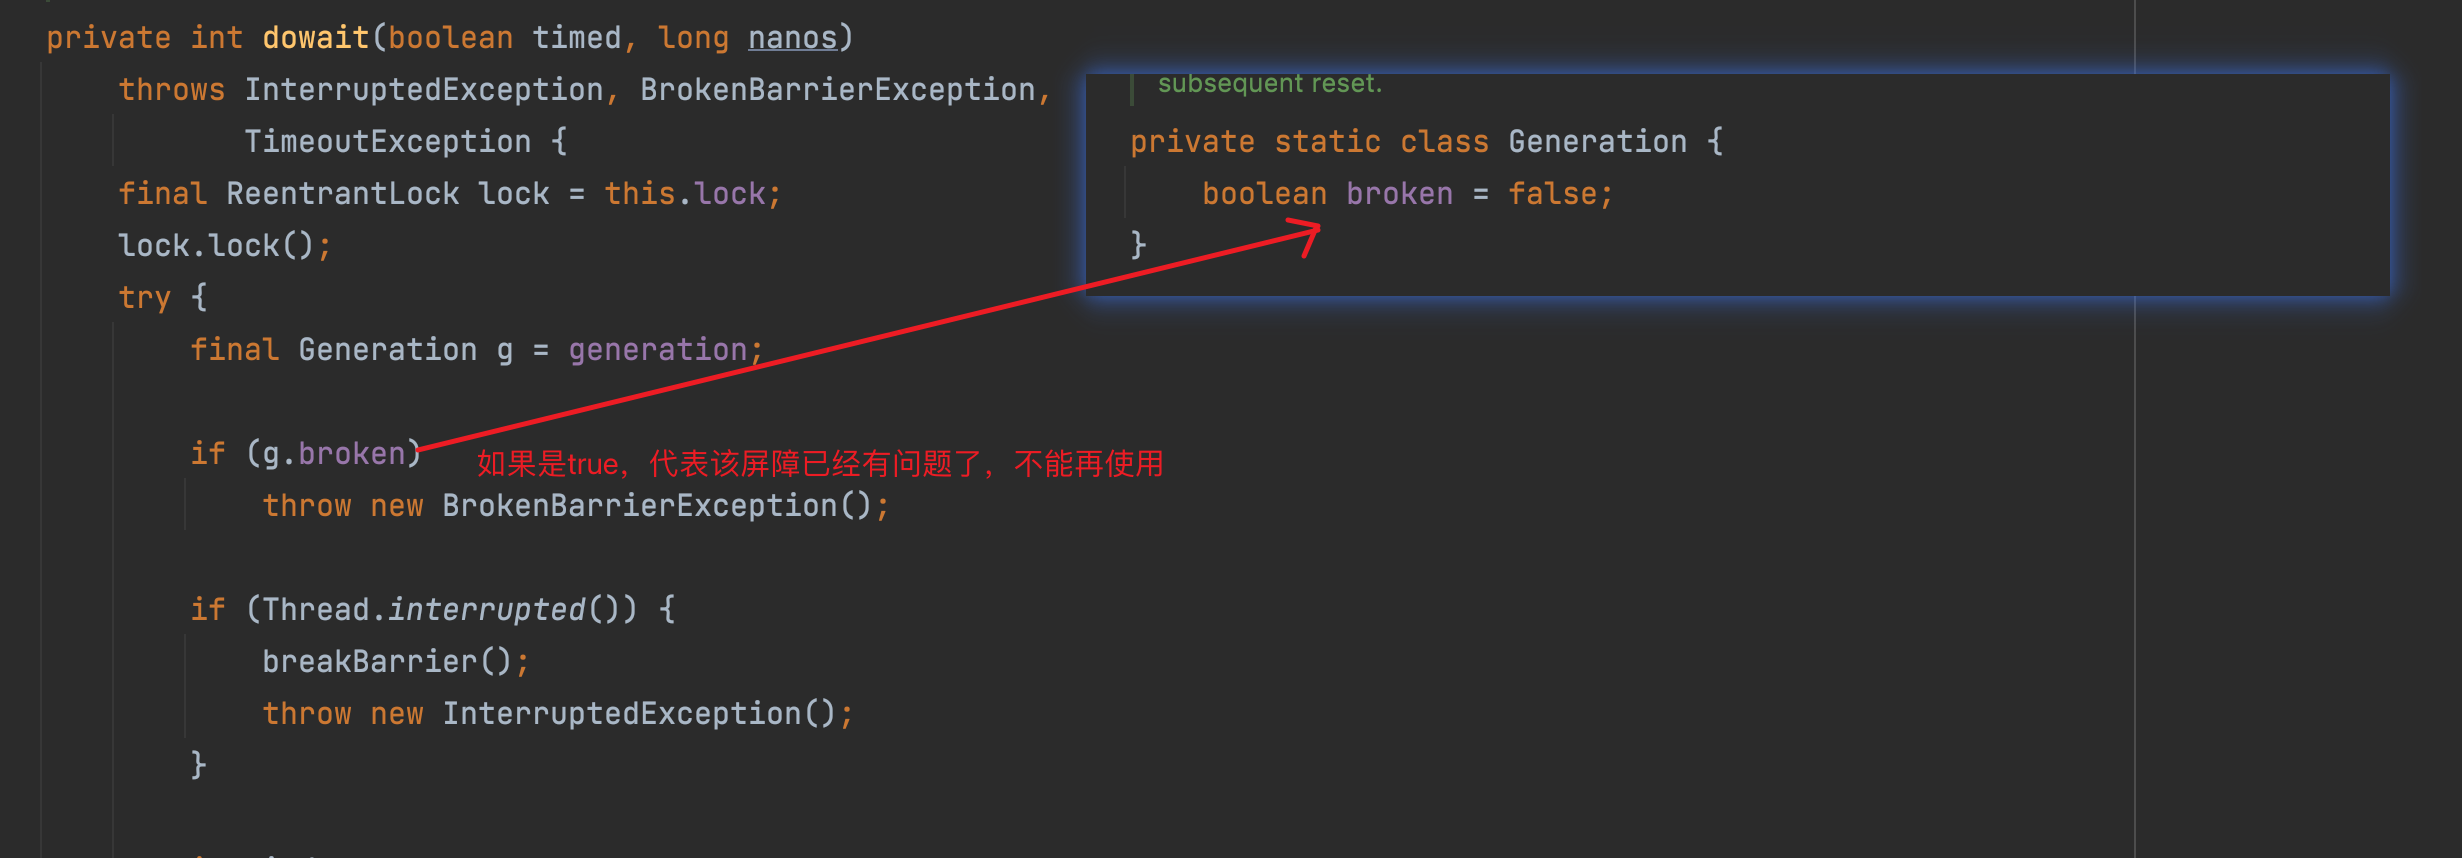 private int dowait(boolean timed, long nanos)
throws InterruptedException, BrokenBarrierException,
TimeoutException {
final ReentrantLock lock = this.lock;
lock.lock();
try {
final Generation g = generation;
if (g.broken)
如果是true，代表该屏障已经有问题了，不能再使用
throw new BrokenBarrierException();
if (Thread.interrupted()) {
breakBarrier();
throw new InterruptedException();
}
subsequent reset.
private static class Generation {
boolean broken = false;
}